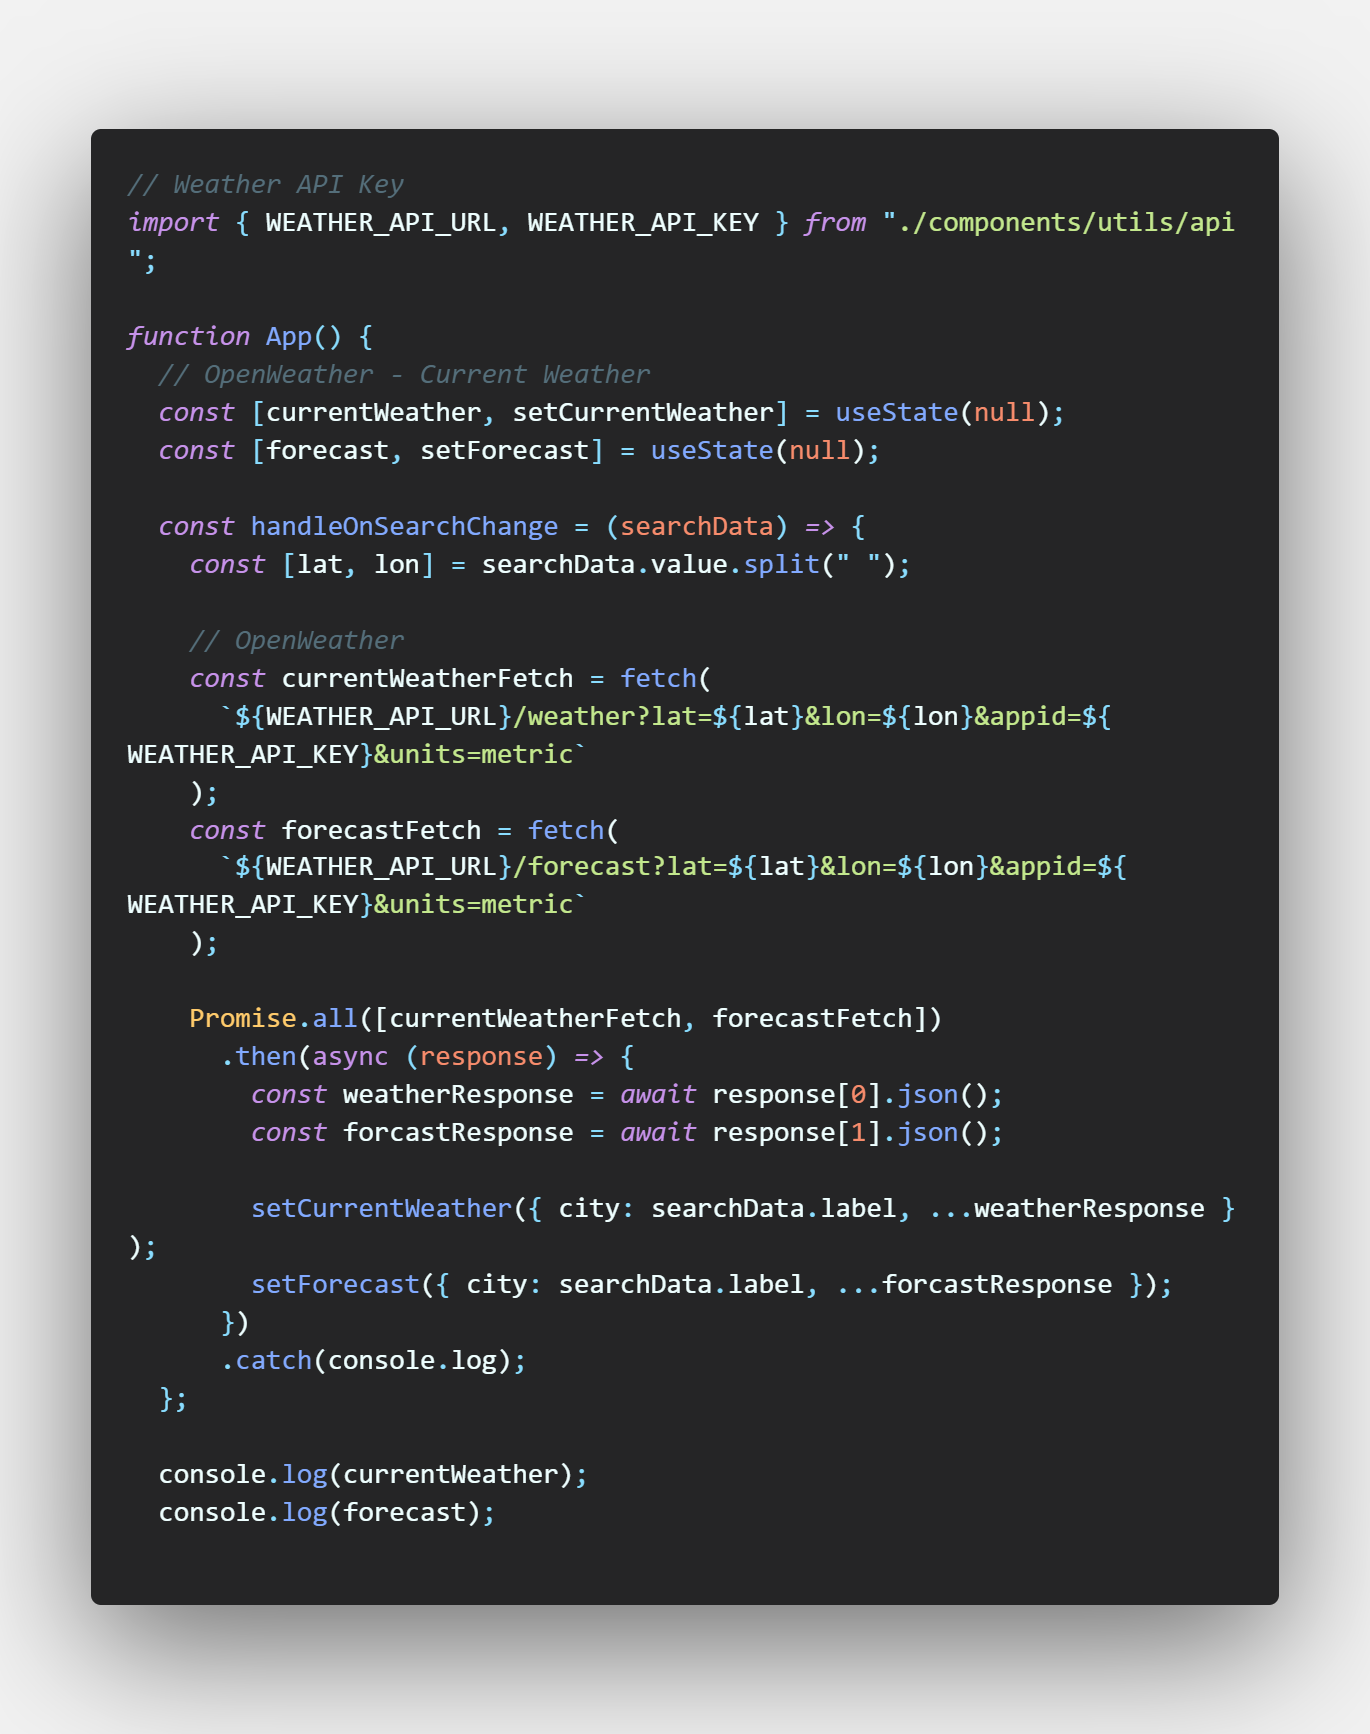 // Weather API Key
import { WEATHER_API_URL, WEATHER_API_KEY } from "./components/utils/api
";
function App() {
  // OpenWeather - Current Weather
  const [currentWeather, setCurrentWeather] = useState(null);
  const [forecast, setForecast] = useState(null);
  const handleOnSearchChange = (searchData) => {
    const [lat, lon] = searchData.value.split(" ");
    // OpenWeather
    const currentWeatherFetch = fetch(
      `${WEATHER_API_URL}/weather?lat=${lat}&lon=${lon}&appid=${
WEATHER_API_KEY}&units=metric`
    );
    const forecastFetch = fetch(
      `${WEATHER_API_URL}/forecast?lat=${lat}&lon=${lon}&appid=${
WEATHER_API_KEY}&units=metric`
    );
    Promise.all([currentWeatherFetch, forecastFetch])
      .then(async (response) => {
        const weatherResponse = await response[0].json();
        const forcastResponse = await response[1].json();
        setCurrentWeather({ city: searchData.label, ...weatherResponse }
);
        setForecast({ city: searchData.label, ...forcastResponse });
      })
      .catch(console.log);
  };
  console.log(currentWeather);
  console.log(forecast);